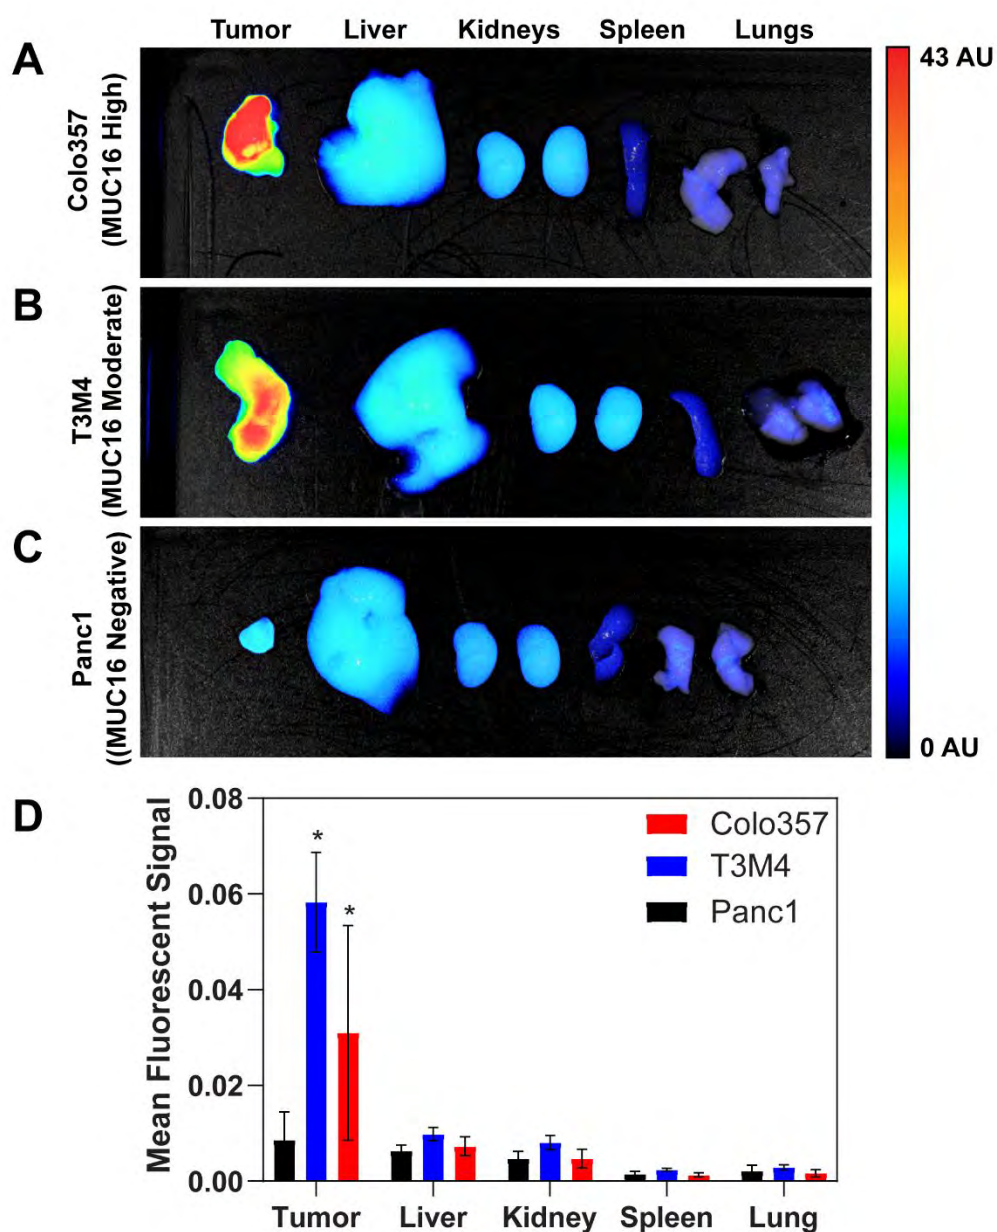 Tumor Liver Kidneys Spleen Lungs
A
Colo357
(MUC16 High)
43 AU
B
T3M4
(MUC16 Moderate)
C
Panc1
((MUC16 Negative)
0 AU
D
Mean Fluorescent Signal
0.08
0.06
0.04
0.02
0.00
*
*
Colo357
T3M4
Panc1
Tumor Liver Kidney Spleen Lung